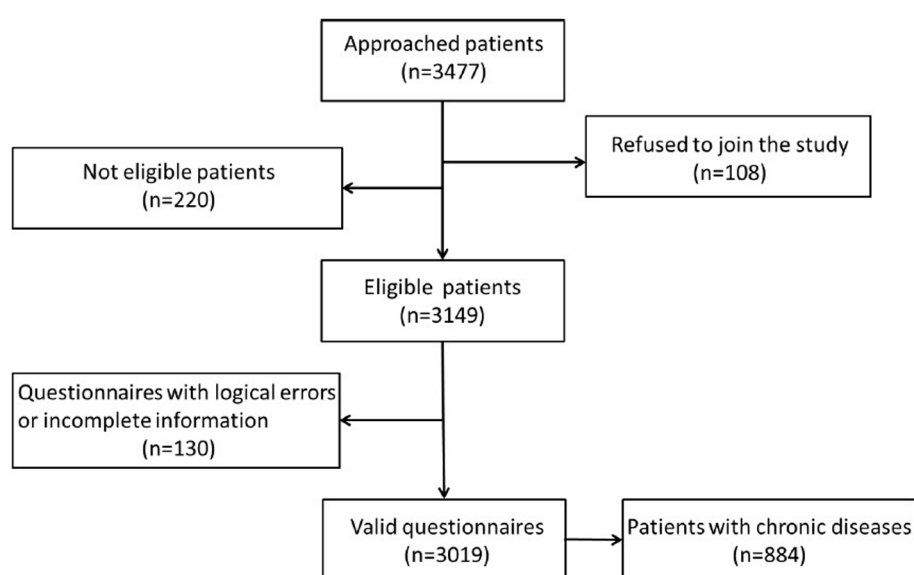 Approached patients
(n=3477)
Refused to join the study
(n=108)
Not eligible patients
(n=220)
Eligible patients
(n=3149)
Questionnaires with logical errors
or incomplete information
(n=130)
Valid questionnaires
(n=3019)
Patients with chronic diseases
(n=884)